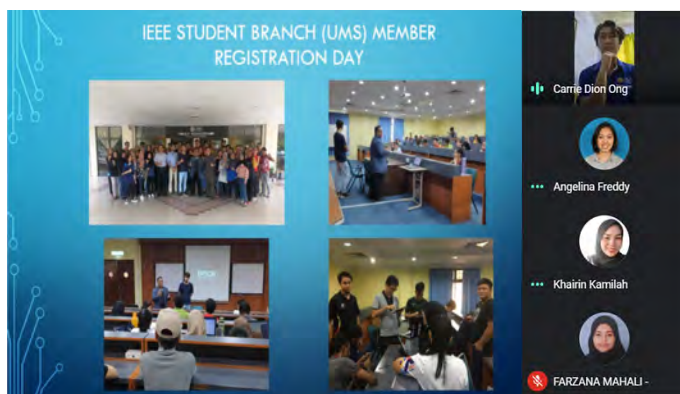 IEEE STUDENT BRANCH (UMS) MEMBER
REGISTRATION DAY
Carrie Dion Ong
Angelina Freddy
Khairin Kamilah
FARZANA MAHALI -